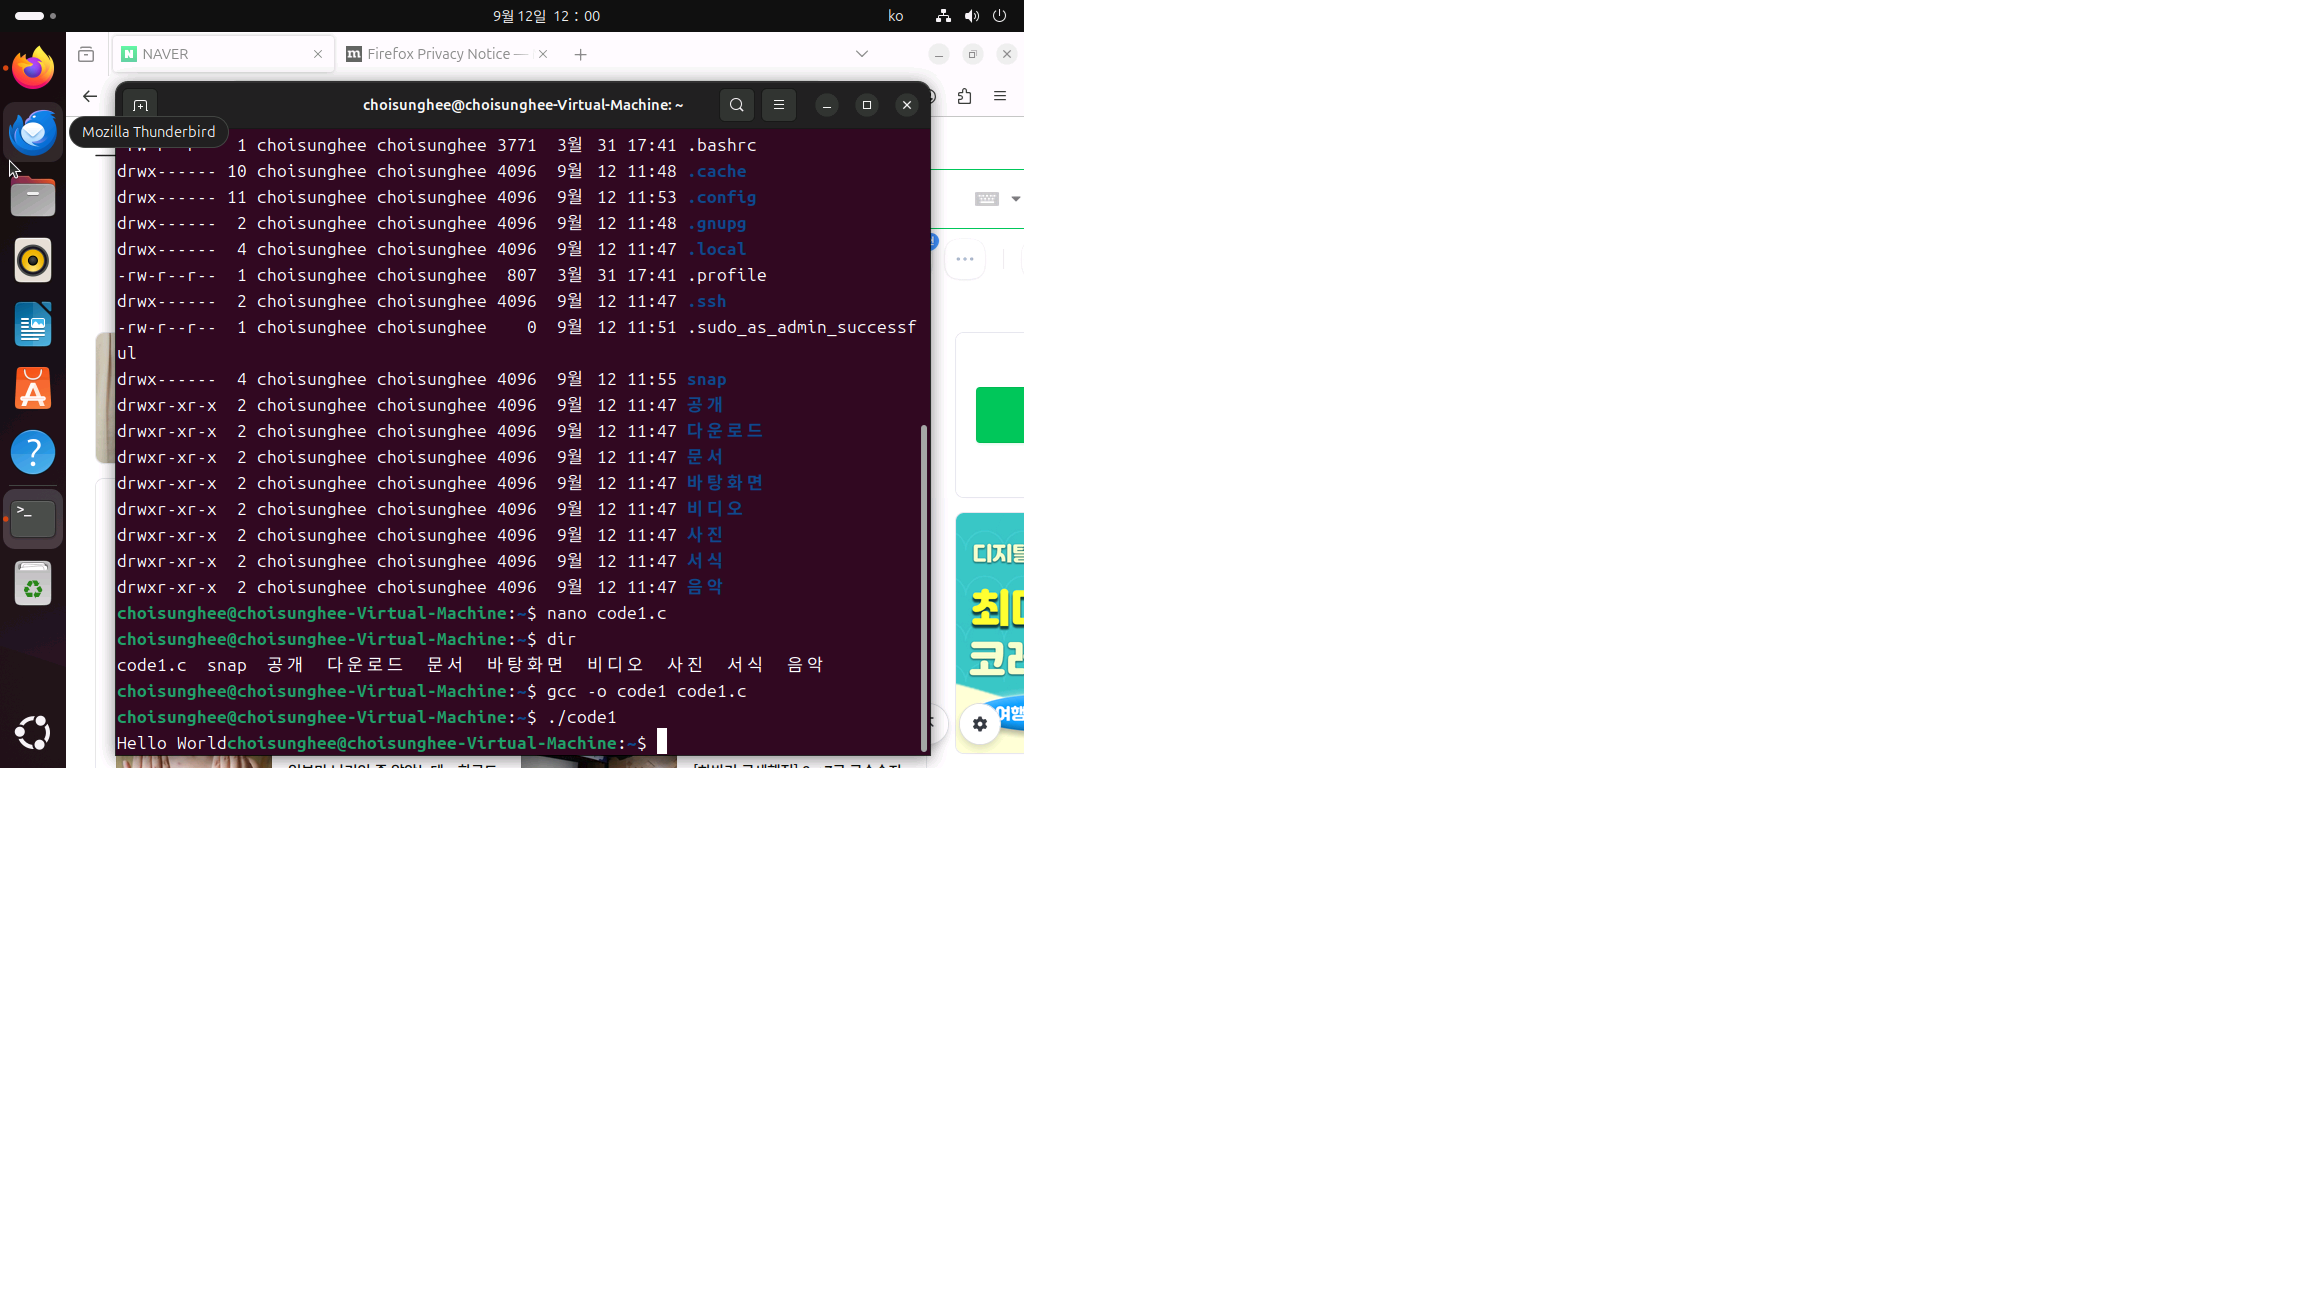 9월 12일 12 : 00
ko
NAVER
Firefox Privacy Notice —
choisunghee@choisunghee-Virtual-Machine: ~
Mozilla Thunderbird
1 choisunghee choisunghee 3771 3월 31 17:41 .bashrc
drwx------ 10 choisunghee choisunghee 4096 9월 12 11:48 .cache
drwx------ 11 choisunghee choisunghee 4096 9월 12 11:53 .config
drwx------ 2 choisunghee choisunghee 4096 9월 12 11:48 .gnupg
drwx------ 4 choisunghee choisunghee 4096 9월 12 11:47 .local
-rw-r--r-- 1 choisunghee choisunghee 807 3월 31 17:41 .profile
drwx------ 2 choisunghee choisunghee 4096 9월 12 11:47 .ssh
-rw-r--r-- 1 choisunghee choisunghee 0 9월 12 11:51 .sudo_as_admin_successf
ul
drwx------ 4 choisunghee choisunghee 4096 9월 12 11:55 snap
drwxr-xr-x 2 choisunghee choisunghee 4096 9월 12 11:47 공개
drwxr-xr-x 2 choisunghee choisunghee 4096 9월 12 11:47 다운로드
drwxr-xr-x 2 choisunghee choisunghee 4096 9월 12 11:47 문서
drwxr-xr-x 2 choisunghee choisunghee 4096 9월 12 11:47 바탕화면
drwxr-xr-x 2 choisunghee choisunghee 4096 9월 12 11:47 비디오
drwxr-xr-x 2 choisunghee choisunghee 4096 9월 12 11:47 사진
drwxr-xr-x 2 choisunghee choisunghee 4096 9월 12 11:47 서식
drwxr-xr-x 2 choisunghee choisunghee 4096 9월 12 11:47 음악
choisunghee@choisunghee-Virtual-Machine:~$ nano code1.c
choisunghee@choisunghee-Virtual-Machine:~$ dir
code1.c snap 공개 다운로드 문서 바탕화면 비디오 사진 서식 음악
choisunghee@choisunghee-Virtual-Machine:~$ gcc -o code1 code1.c
choisunghee@choisunghee-Virtual-Machine:~$ ./code1
Hello Worldchoisunghee@choisunghee-Virtual-Machine:~$
디지털